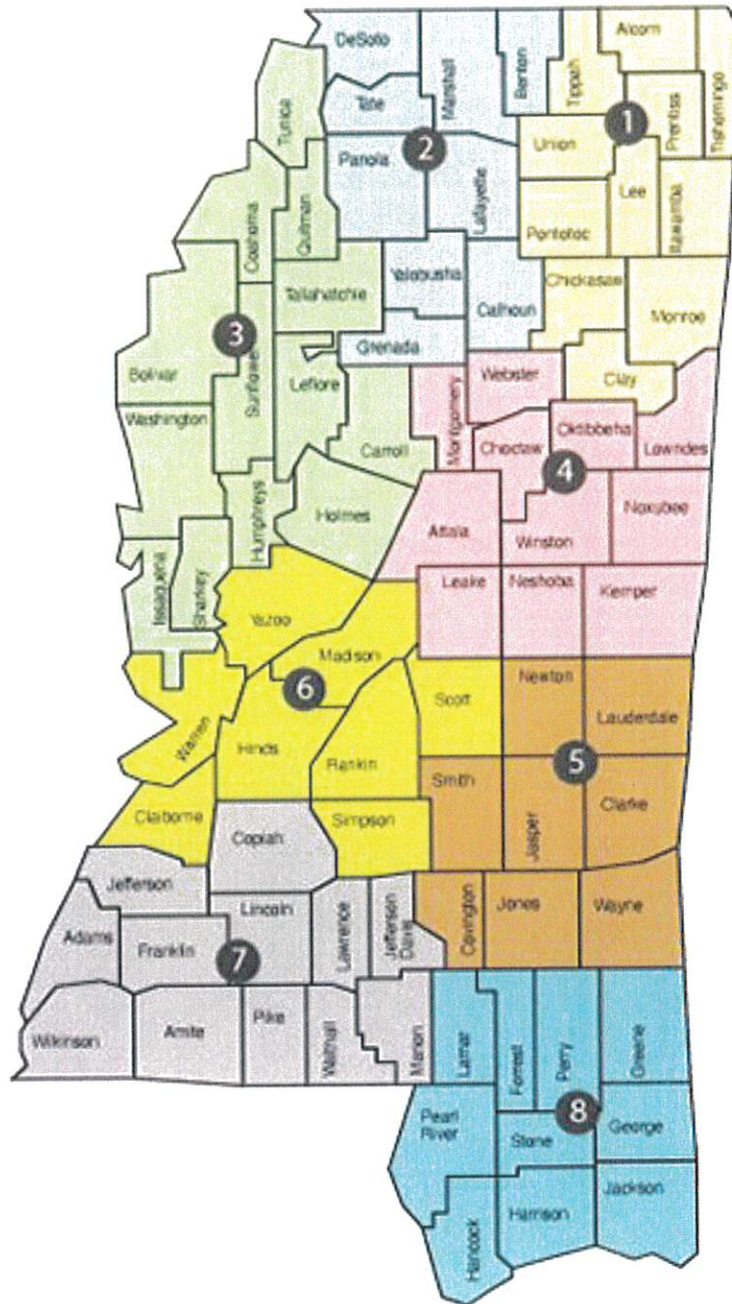 DeSoto
Marshall
Benton
Tippah
Alcorn
Tishomingo
Tate
Prentiss
1
Tunica
Panola
2
Lafayette
Union
Lee
Itawamba
Coahoma
Quitman
Pontotoc
Tallahatchie
Yalobusha
Calhoun
Chickasaw
Monroe
3
Bolivar
Sunflower
Leflore
Grenada
Webster
Clay
Washington
Carroll
Montgomery
Choctaw
Oktibbeha
Lowndes
4
Humphreys
Holmes
Attala
Winston
Noxubee
Issaquena
Sharkey
Yazoo
Leake
Neshoba
Kemper
Madison
6
Warren
Hinds
Rankin
Scott
Newton
Lauderdale
5
Claiborne
Copiah
Simpson
Smith
Jasper
Clarke
Jefferson
Lincoln
Lawrence
Jefferson
Davis
Covington
Jones
Wayne
Adams
Franklin
7
Wilkinson
Amite
Pike
Walthall
Marion
Lamar
Forrest
Perry
Greene
8
Pearl
River
Stone
George
Hancock
Harrison
Jackson